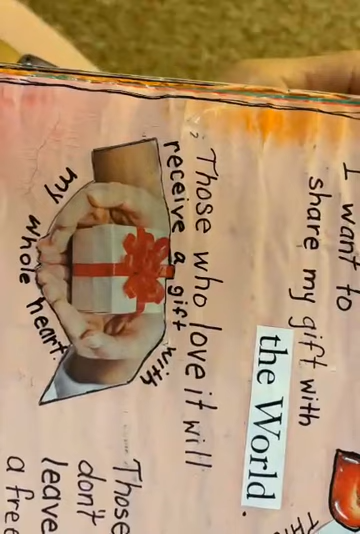 I want to
share my gift with
the World.
Those who love it will
receive a gift with
my whole heart.
Those
don't
leave
a free